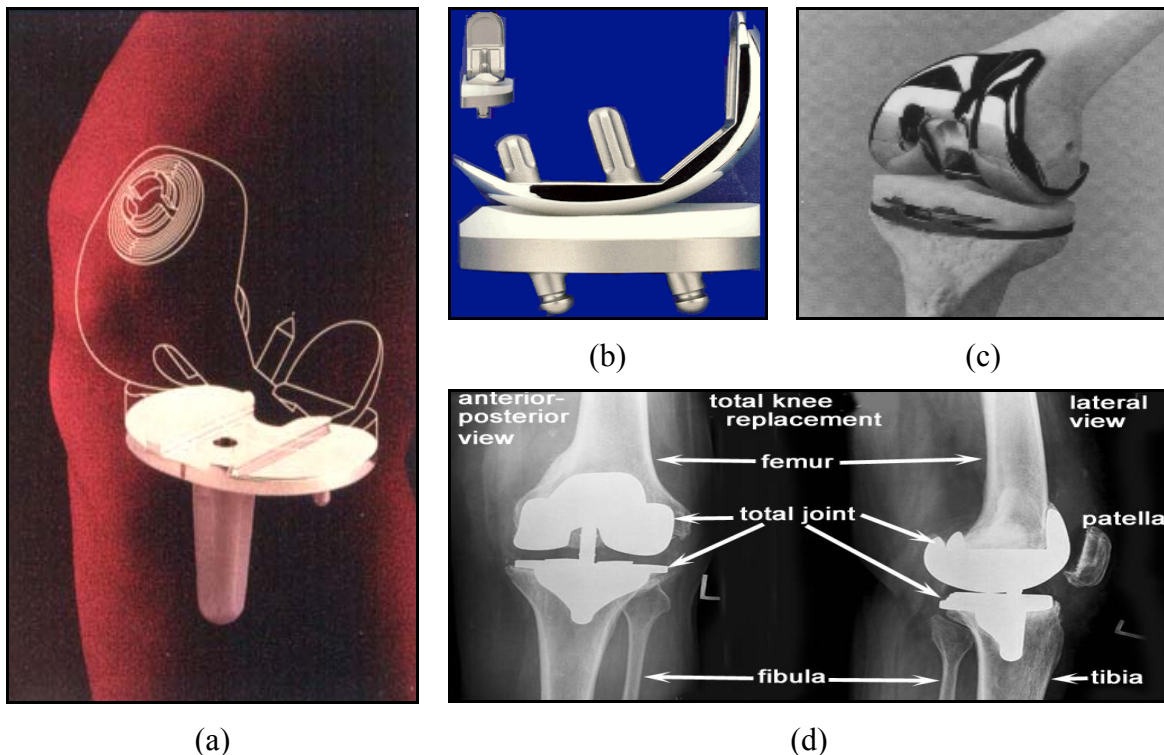 (b)
(c)
anterior-
posterior
view
total knee
replacement
lateral
view
femur
total joint
patella
L
L
fibula
tibia
(a)
(d)